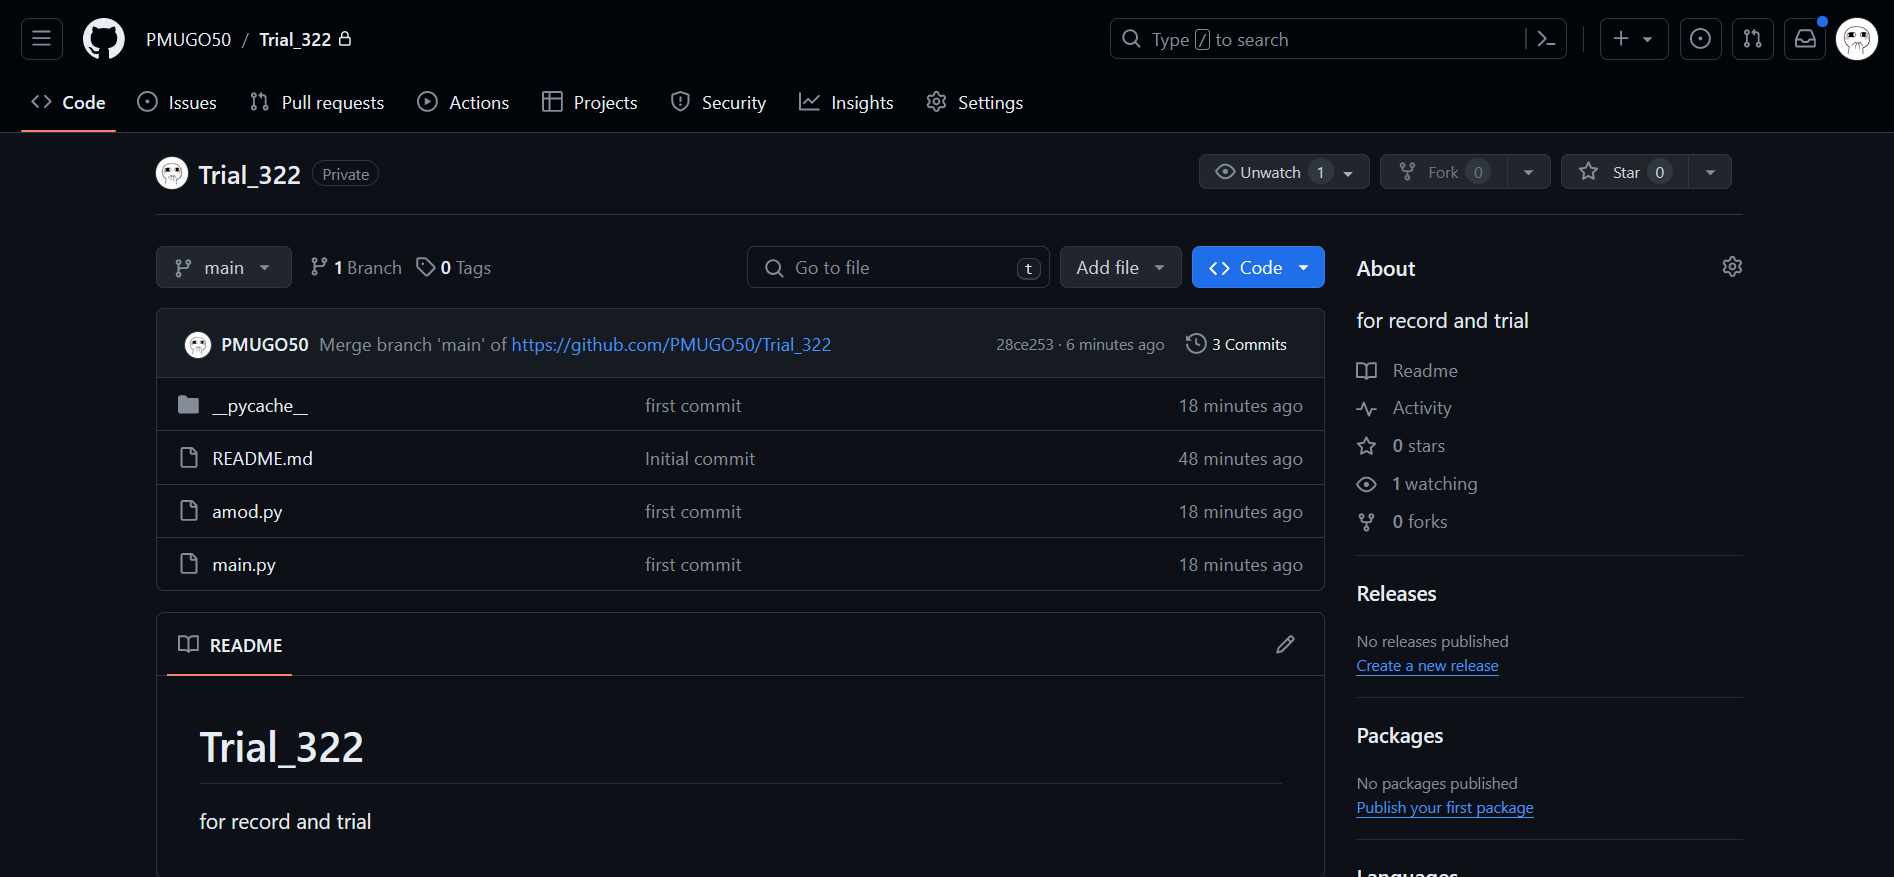 PMUGO50 / Trial_322
Type / to search
Code Issues Pull requests Actions Projects Security Insights Settings
Trial_322 Private
Unwatch 1 Fork 0 Star 0
main 1 Branch 0 Tags
Go to file t Add file Code
PMUGO50 Merge branch 'main' of https://github.com/PMUGO50/Trial_322 28ce253 · 6 minutes ago 3 Commits
__pycache__ first commit 18 minutes ago
README.md Initial commit 48 minutes ago
amod.py first commit 18 minutes ago
main.py first commit 18 minutes ago
README
Trial_322
for record and trial
About
for record and trial
Readme
Activity
0 stars
1 watching
0 forks
Releases
No releases published
Create a new release
Packages
No packages published
Publish your first package
Languages